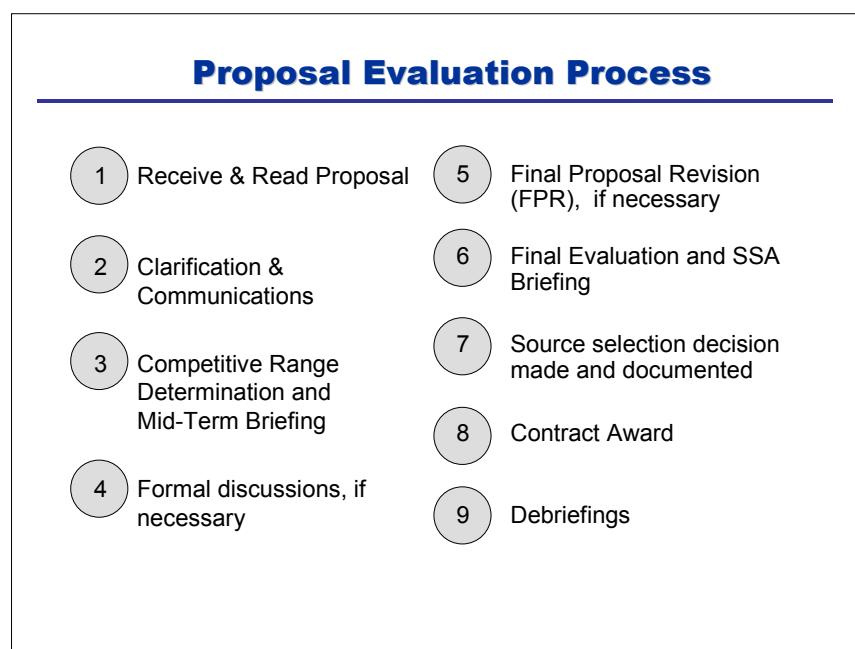 Proposal Evaluation Process
1
Receive & Read Proposal
2
Clarification &
Communications
3
Competitive Range
Determination and
Mid-Term Briefing
4
Formal discussions, if
necessary
5
Final Proposal Revision
(FPR),  if necessary
6
Final Evaluation and SSA
Briefing
7
Source selection decision
made and documented
8
Contract Award
9
Debriefings